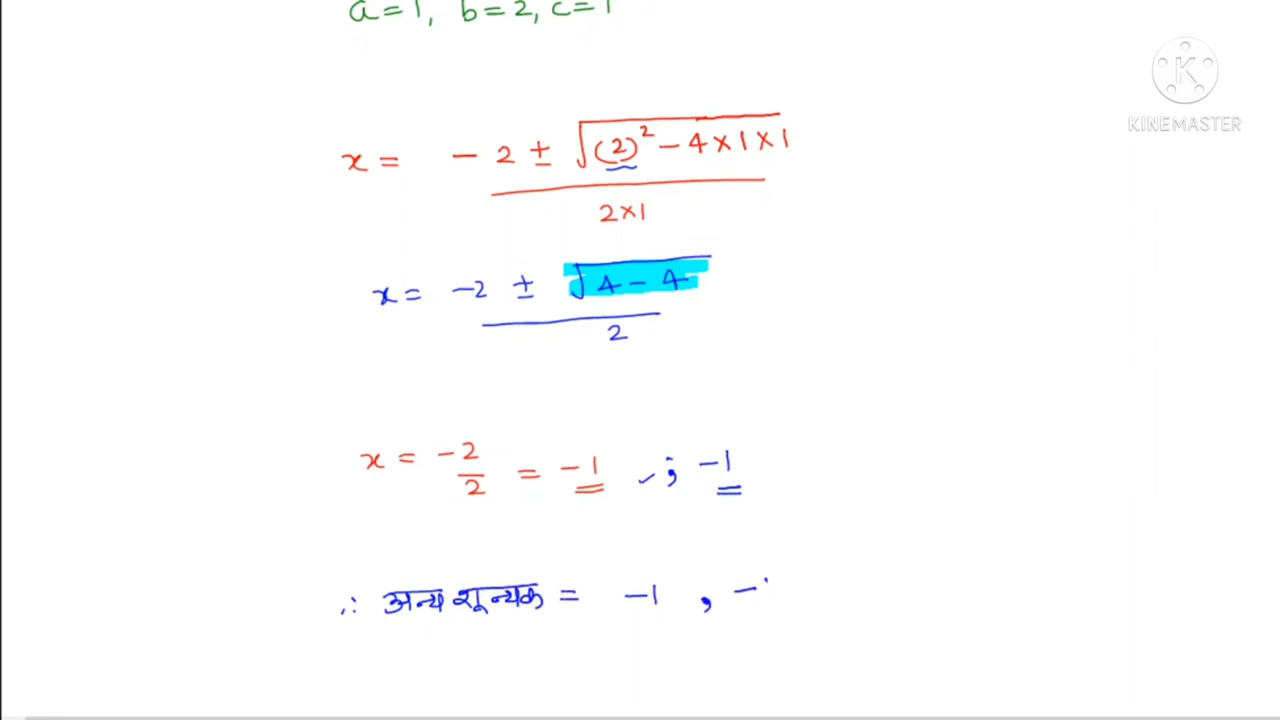 a = 1, b = 2, c = 1
KINEMASTER
x = - 2 ± √(2)² - 4 × 1 × 1
2×1
x = -2 ± √4 - 4
2
x = -2/2 = -1 ; -1
∴ अन्य शून्यक = -1 , -